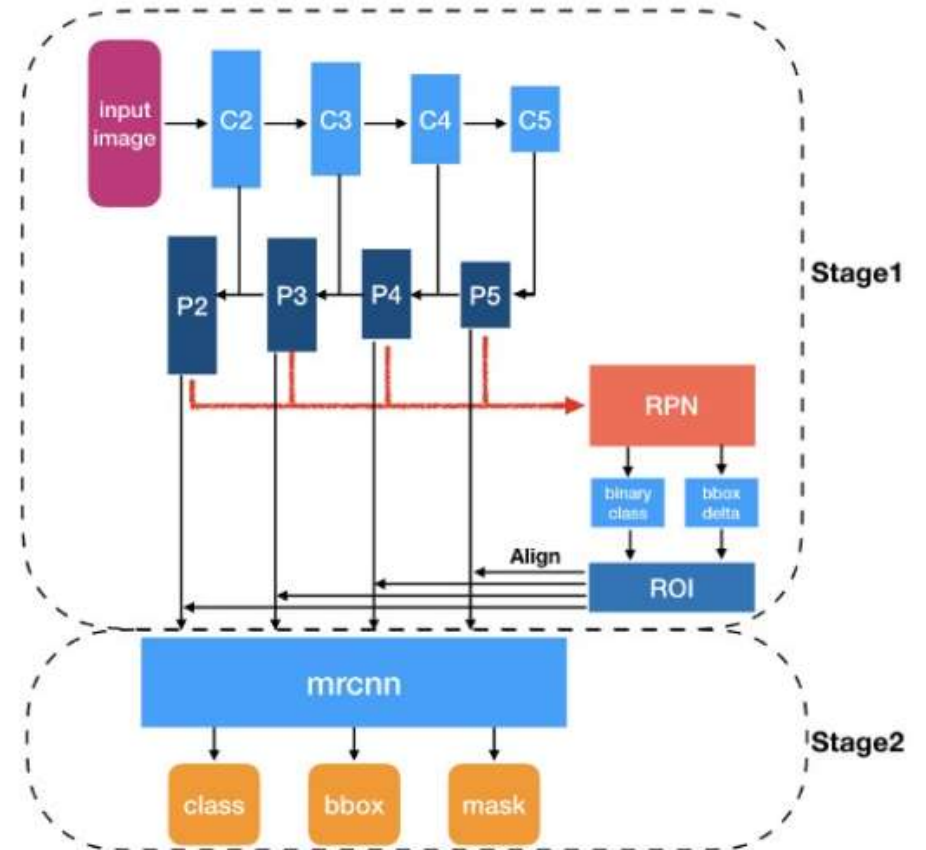 input
image
C2
C3
C4
C5
P2
P3
P4
P5
Stage1
RPN
binary
class
bbox
delta
Align
ROI
mrcnn
Stage2
class
bbox
mask